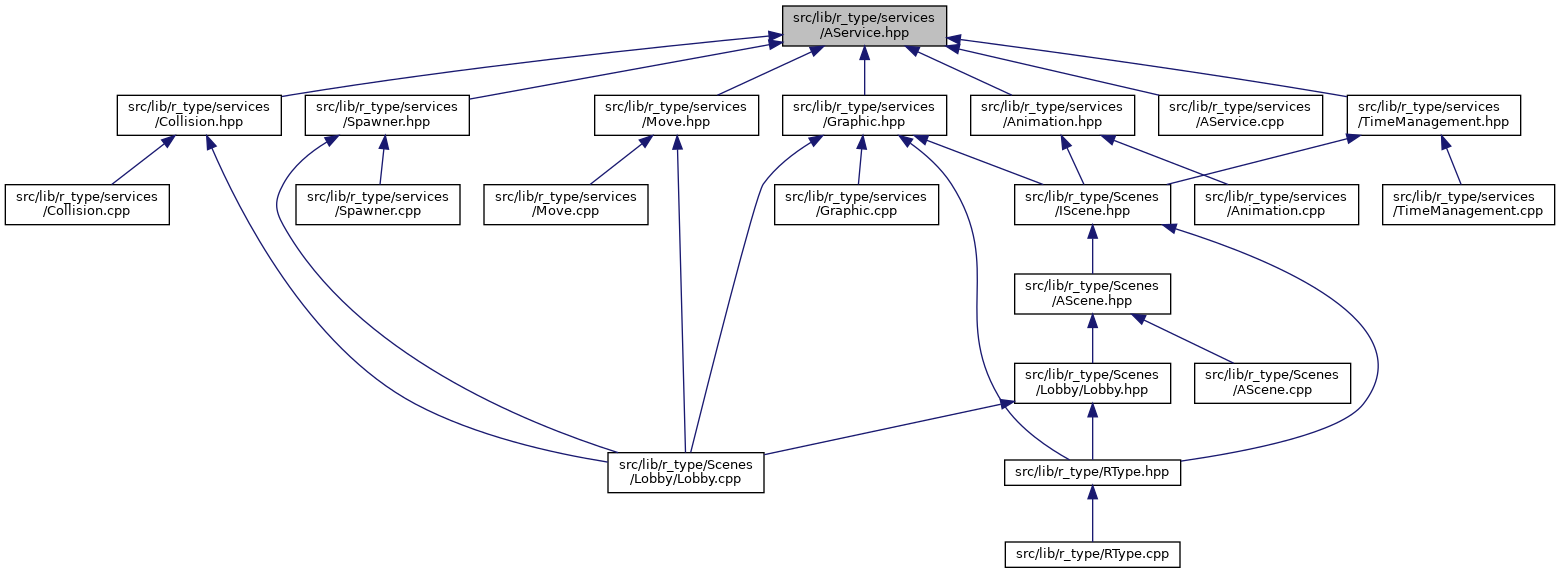 src/lib/r_type/services
/AService.hpp
src/lib/r_type/services
/Collision.hpp
src/lib/r_type/services
/Spawner.hpp
src/lib/r_type/services
/Move.hpp
src/lib/r_type/services
/Graphic.hpp
src/lib/r_type/services
/Animation.hpp
src/lib/r_type/services
/AService.cpp
src/lib/r_type/services
/TimeManagement.hpp
src/lib/r_type/services
/Collision.cpp
src/lib/r_type/services
/Spawner.cpp
src/lib/r_type/services
/Move.cpp
src/lib/r_type/services
/Graphic.cpp
src/lib/r_type/Scenes
/IScene.hpp
src/lib/r_type/services
/Animation.cpp
src/lib/r_type/services
/TimeManagement.cpp
src/lib/r_type/Scenes
/AScene.hpp
src/lib/r_type/Scenes
/Lobby/Lobby.hpp
src/lib/r_type/Scenes
/AScene.cpp
src/lib/r_type/Scenes
/Lobby/Lobby.cpp
src/lib/r_type/RType.hpp
src/lib/r_type/RType.cpp